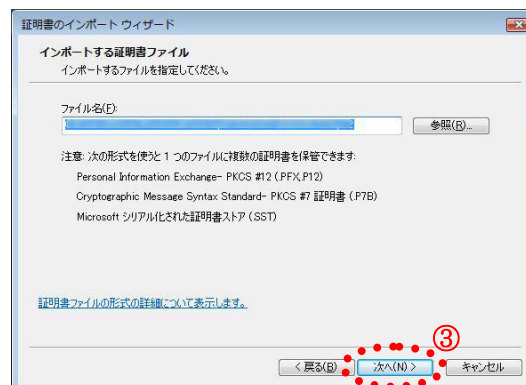 証明書のインポート ウィザード
インポートする証明書ファイル
インポートするファイルを指定してください。
ファイル名(F):
参照(R)...
注意: 次の形式を使うと 1 つのファイルに複数の証明書を保管できます:
Personal Information Exchange- PKCS #12 (.PFX,.P12)
Cryptographic Message Syntax Standard- PKCS #7 証明書 (.P7B)
Microsoft シリアル化された証明書ストア (.SST)
証明書ファイルの形式の詳細について表示します。
③
< 戻る(B) 次へ(N) > キャンセル